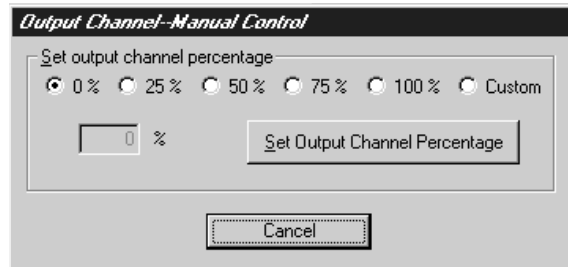 Output Channel--Manual Control
Set output channel percentage
0 % 25 % 50 % 75 % 100 % Custom
0 % Set Output Channel Percentage
Cancel